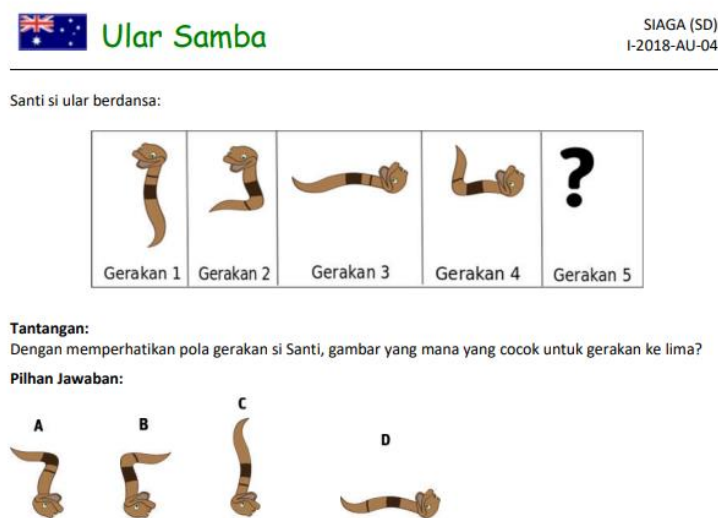 Ular Samba
SIAGA (SD)
I-2018-AU-04
Santi si ular berdansa:
?
Gerakan 1 Gerakan 2 Gerakan 3 Gerakan 4 Gerakan 5
Tantangan:
Dengan memperhatikan pola gerakan si Santi, gambar yang mana yang cocok untuk gerakan ke lima?
Pilhan Jawaban:
A B C D